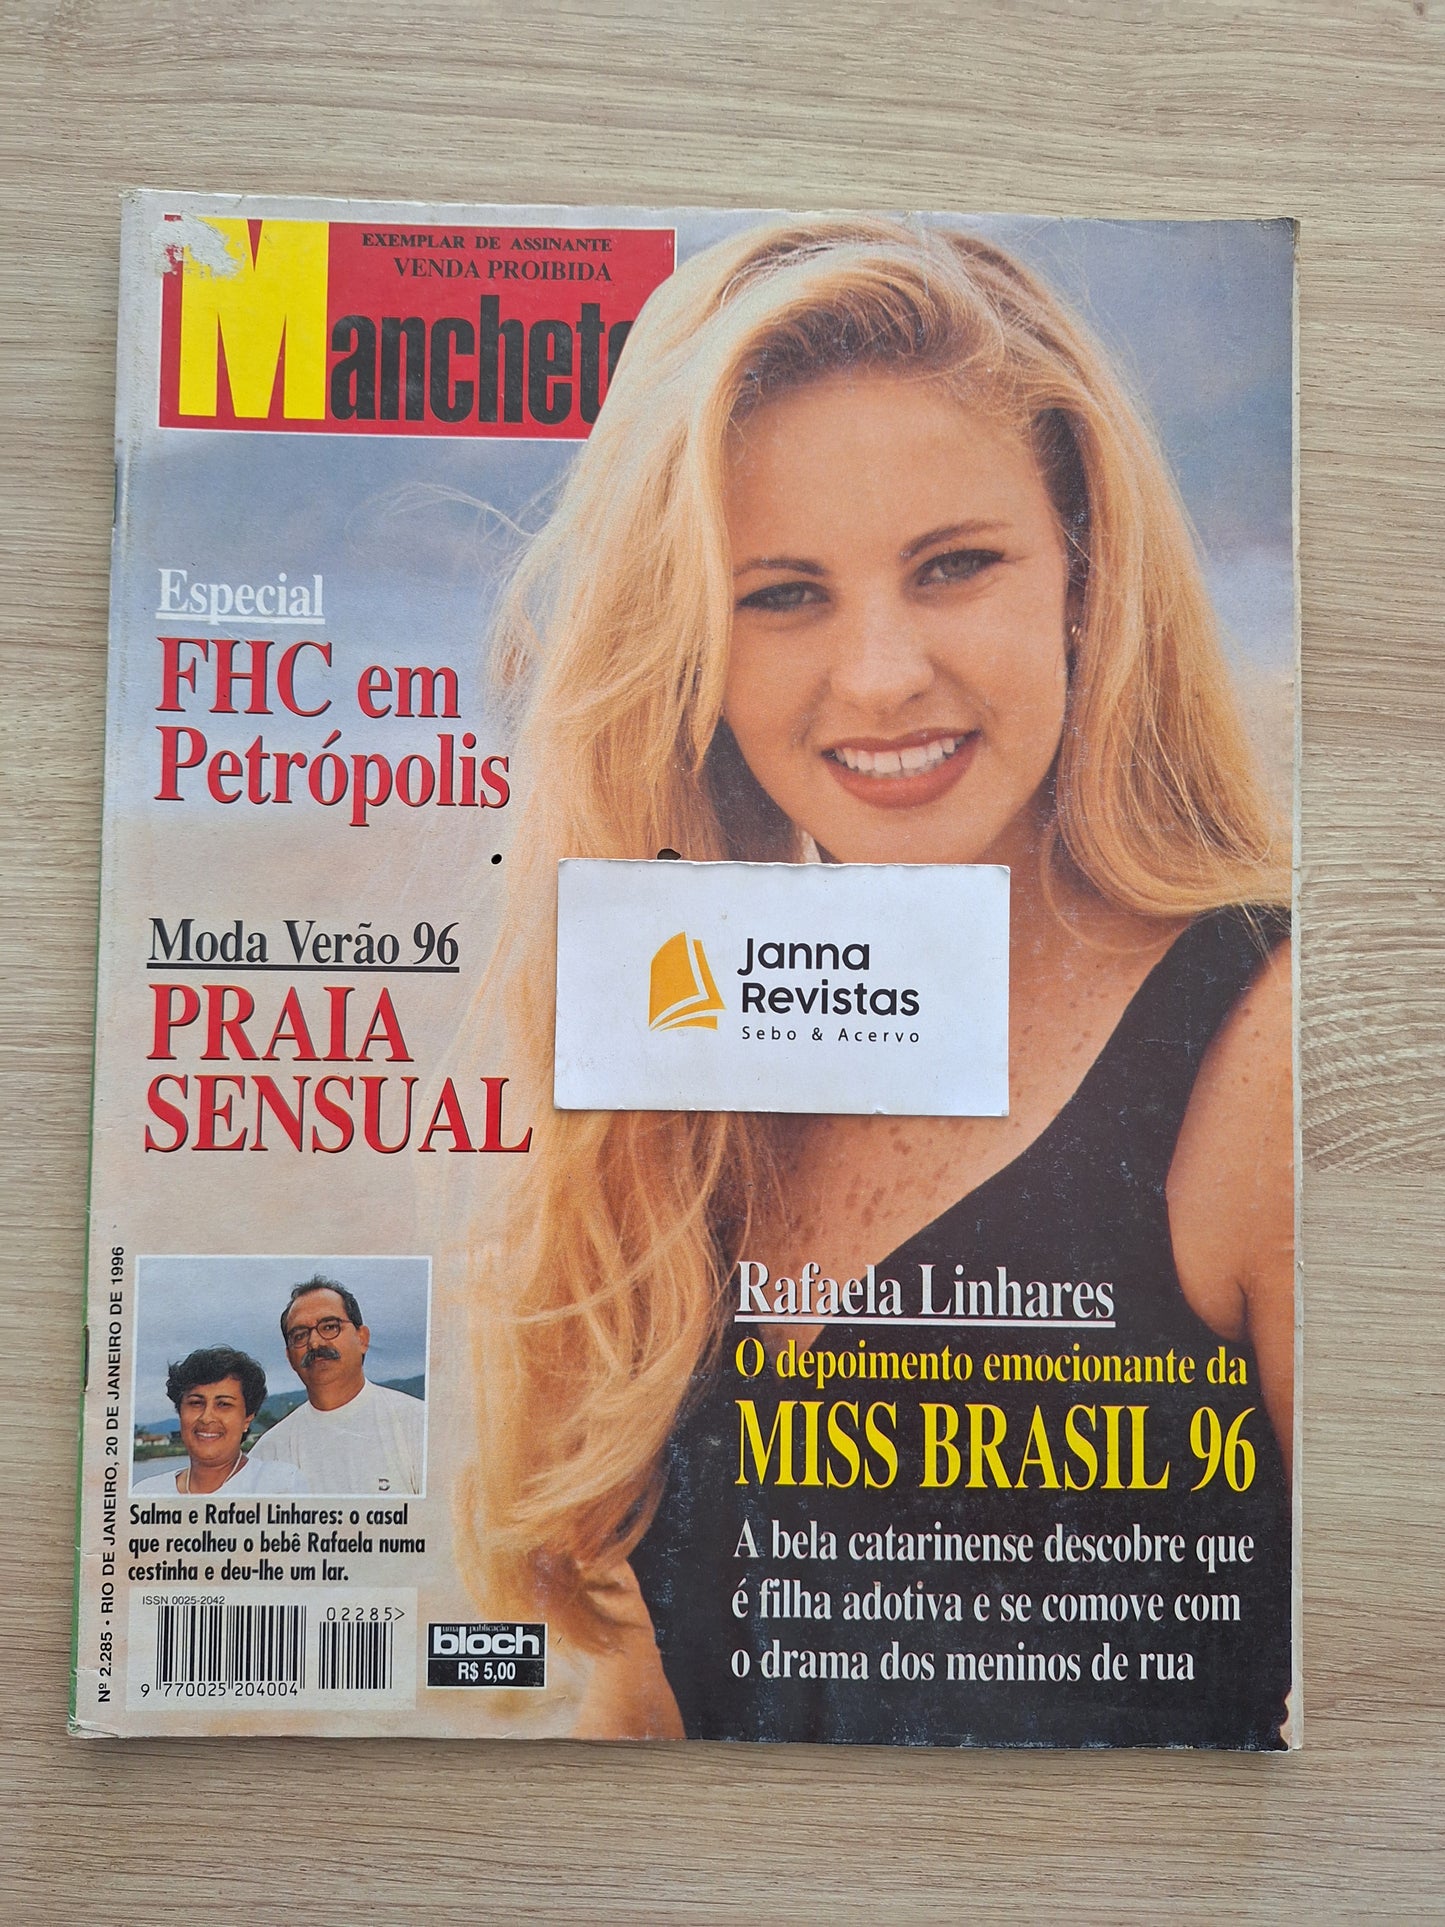 EXEMPLAR DE ASSINANTE
VENDA PROIBIDA
Manchete
Especial
FHC em
Petrópolis
Moda Verão 96
PRAIA
SENSUAL
Janna
Revistas
Sebo & Acervo
Rafaela Linhares
O depoimento emocionante da
MISS BRASIL 96
A bela catarinense descobre que
é filha adotiva e se comove com
o drama dos meninos de rua
Salma e Rafael Linhares: o casal
que recolheu o bebê Rafaela numa
cestinha e deu-lhe um lar.
ISSN 0025-2042
02285>
9 770025 204004
uma publicação
bloch
R$ 5,00
Nº 2.285 • RIO DE JANEIRO, 20 DE JANEIRO DE 1996